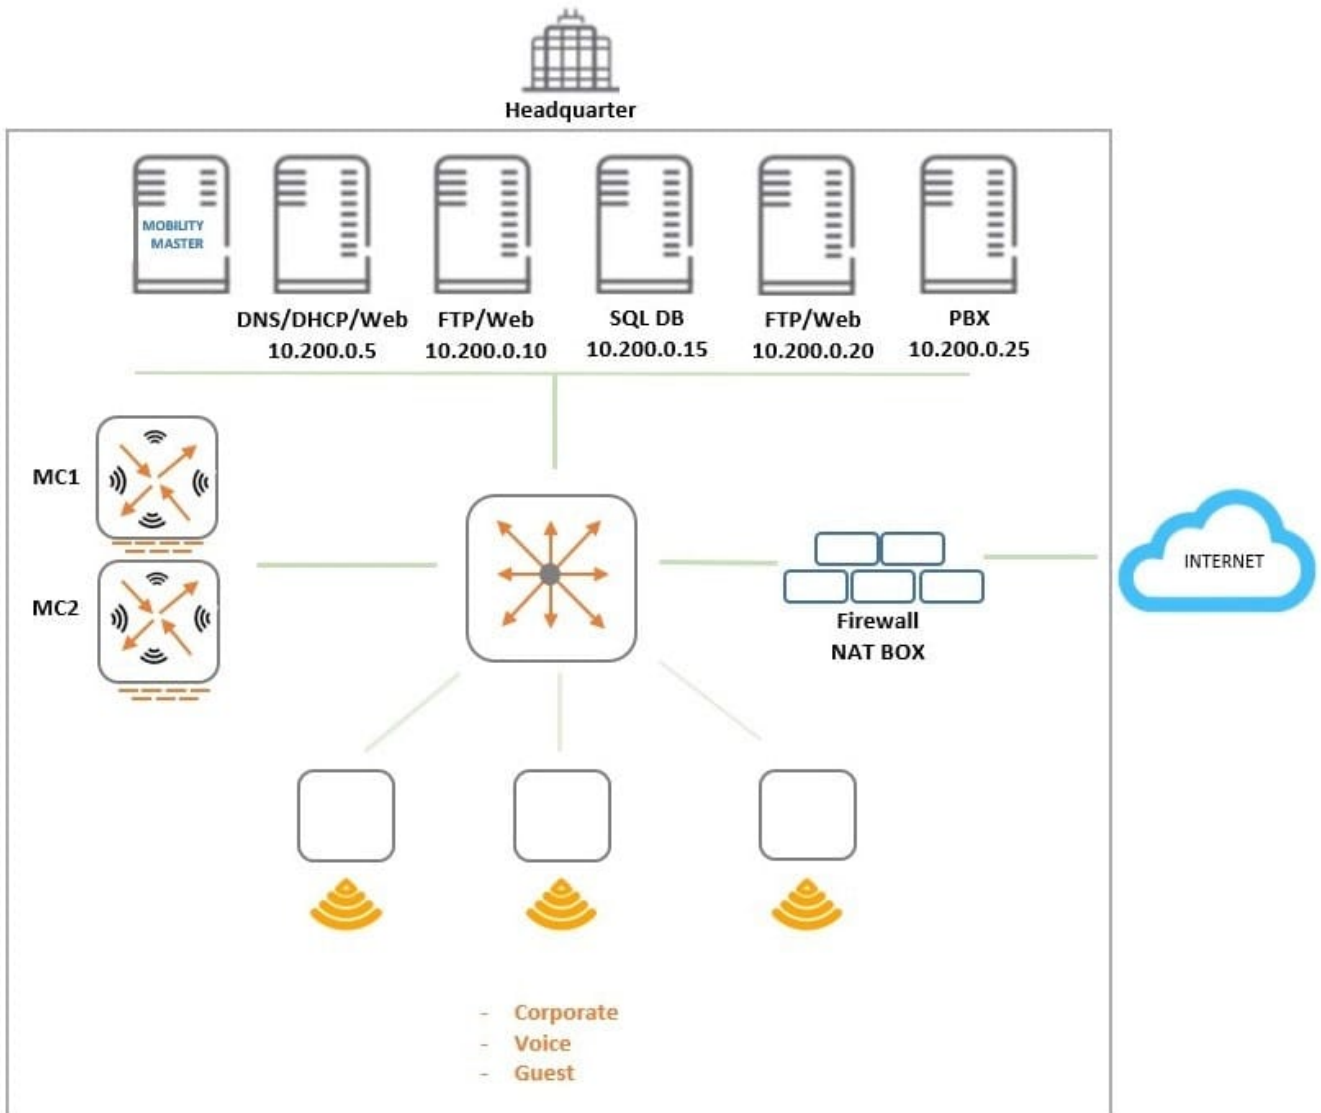 Headquarter
MOBILITY
MASTER
DNS/DHCP/Web
10.200.0.5
FTP/Web
10.200.0.10
SQL DB
10.200.0.15
FTP/Web
10.200.0.20
PBX
10.200.0.25
MC1
MC2
Firewall
NAT BOX
INTERNET
- Corporate
- Voice
- Guest